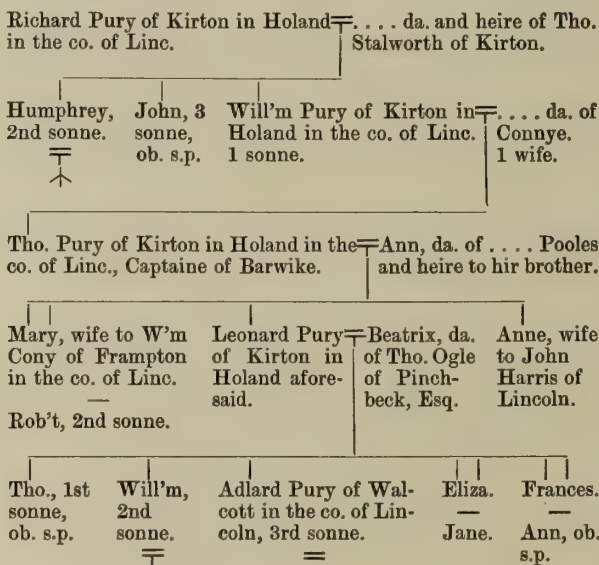 Richard Pury of Kirton in Holand . . . . da. and heire of Tho.
in the co. of Linc. Stalworth of Kirton.
Humphrey, John, 3 Will'm Pury of Kirton in . . . . da. of
2nd sonne. sonne, Holand in the co. of Linc. Connye.
ob. s.p. 1 sonne. 1 wife.
Tho. Pury of Kirton in Holand in the Ann, da. of . . . . Pooles
co. of Linc., Captaine of Barwike. and heire to hir brother.
Mary, wife to W'm Leonard Pury Beatrix, da. Anne, wife
Cony of Frampton of Kirton in of Tho. Ogle to John
in the co. of Linc. Holand afore- of Pinch- Harris of
— said. beck, Esq. Lincoln.
Rob't, 2nd sonne.
Tho., 1st Will'm, Adlard Pury of Wal- Eliza. Frances.
sonne, 2nd cott in the co. of Lin- — —
ob. s.p. sonne. coln, 3rd sonne. Jane. Ann, ob.
s.p.